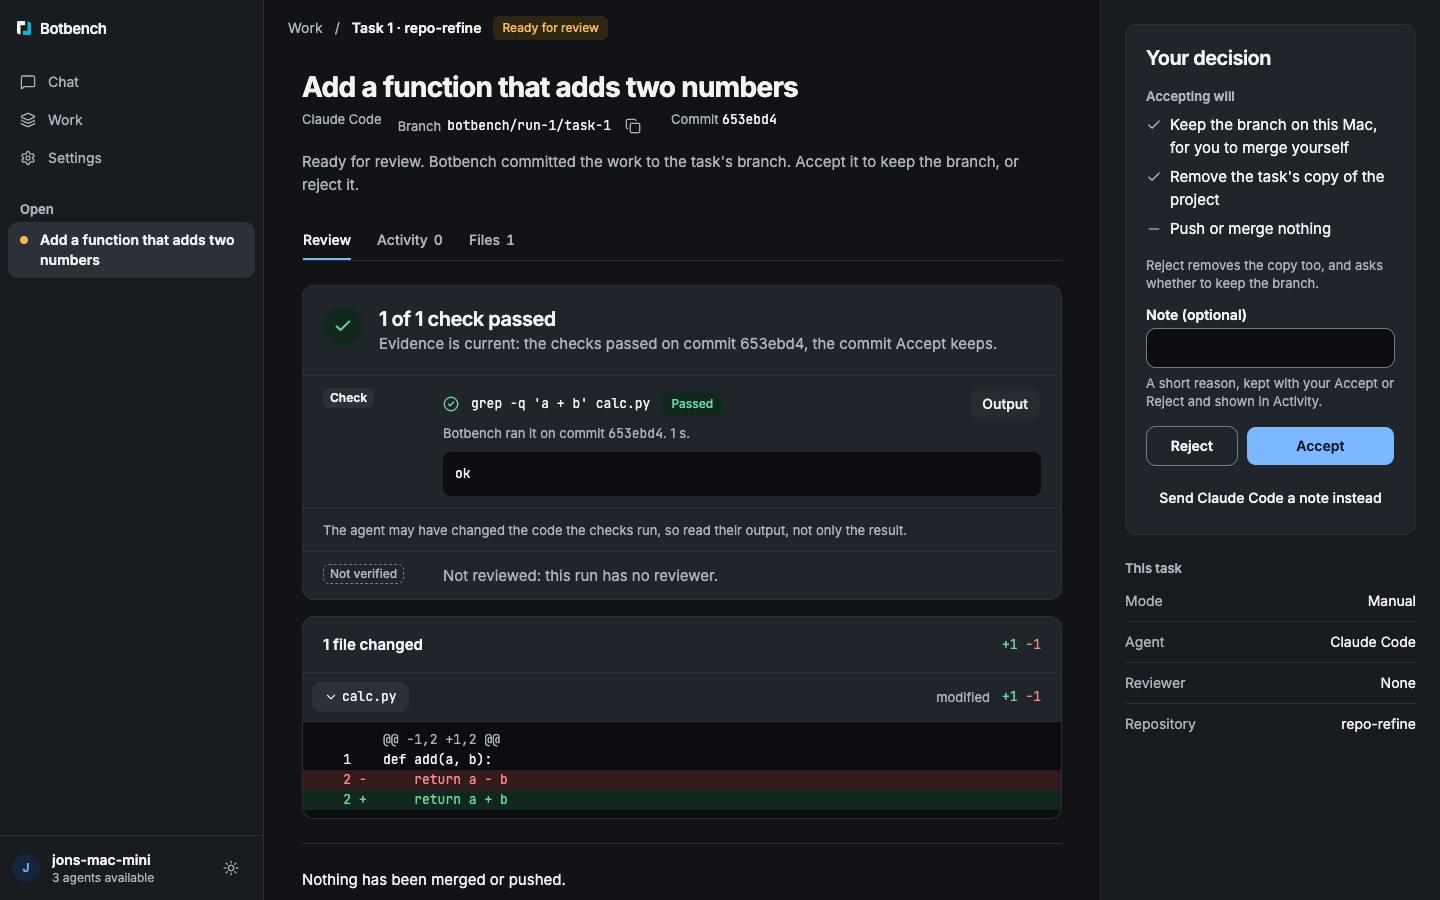 Botbench
Chat
Work
Settings
Open
Add a function that adds two
numbers
jons-mac-mini
3 agents available
J
Work / Task 1 · repo-refine Ready for review
Add a function that adds two numbers
Claude Code Branch botbench/run-1/task-1 Commit 653ebd4
Ready for review. Botbench committed the work to the task's branch. Accept it to keep the branch, or
reject it.
Review Activity 0 Files 1
1 of 1 check passed
Evidence is current: the checks passed on commit 653ebd4, the commit Accept keeps.
Check grep -q 'a + b' calc.py Passed Output
Botbench ran it on commit 653ebd4. 1 s.
ok
The agent may have changed the code the checks run, so read their output, not only the result.
Not verified Not reviewed: this run has no reviewer.
1 file changed +1 -1
calc.py modified +1 -1
@@ -1,2 +1,2 @@
1 def add(a, b):
2 - return a - b
2 + return a + b
Nothing has been merged or pushed.
Your decision
Accepting will
Keep the branch on this Mac,
for you to merge yourself
Remove the task's copy of the
project
Push or merge nothing
Reject removes the copy too, and asks
whether to keep the branch.
Note (optional)
A short reason, kept with your Accept or
Reject and shown in Activity.
Reject Accept
Send Claude Code a note instead
This task
Mode Manual
Agent Claude Code
Reviewer None
Repository repo-refine